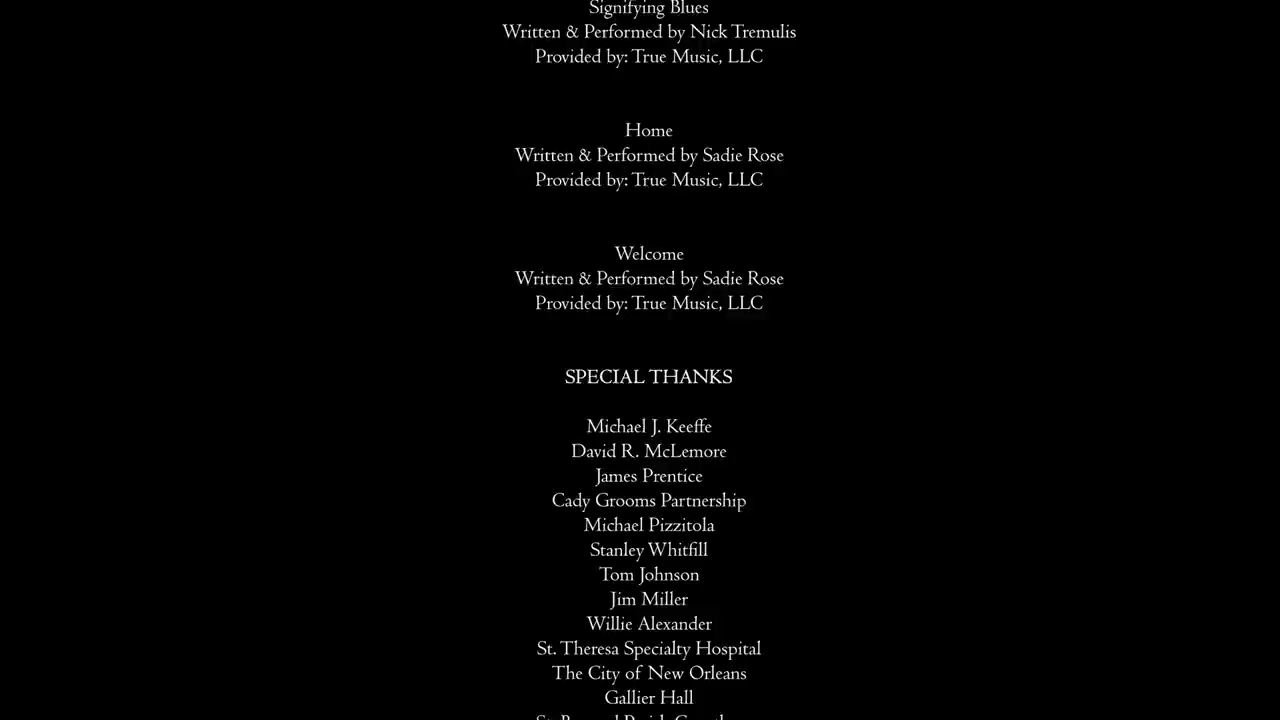 Signifying Blues
Written & Performed by Nick Tremulis
Provided by: True Music, LLC
Home
Written & Performed by Sadie Rose
Provided by: True Music, LLC
Welcome
Written & Performed by Sadie Rose
Provided by: True Music, LLC
SPECIAL THANKS
Michael J. Keeffe
David R. McLemore
James Prentice
Cady Grooms Partnership
Michael Pizzitola
Stanley Whitfill
Tom Johnson
Jim Miller
Willie Alexander
St. Theresa Specialty Hospital
The City of New Orleans
Gallier Hall